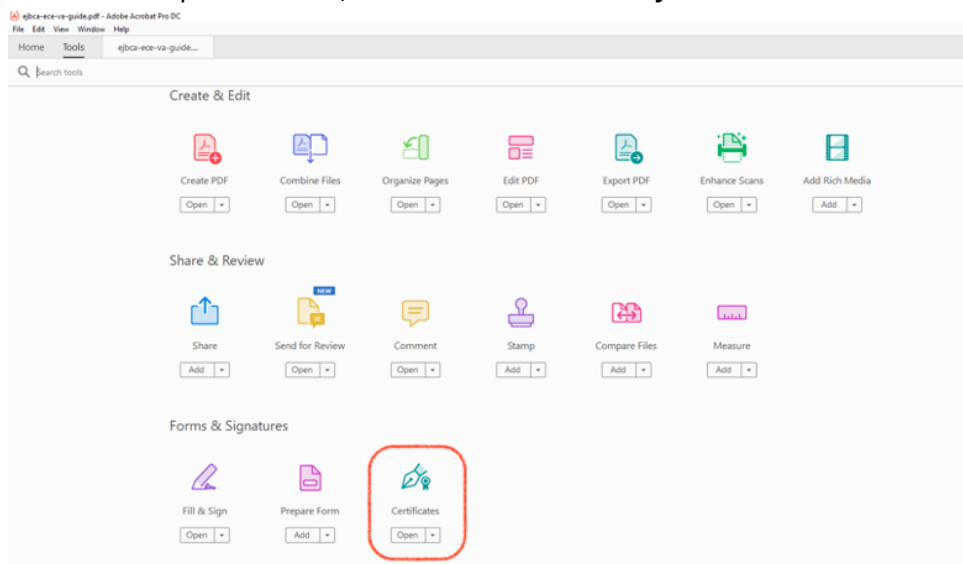 ejbca-ece-va-guide.pdf - Adobe Acrobat Pro DC
File Edit View Window Help
Home Tools ejbca-ece-va-guide...
Search tools
Create & Edit
Create PDF Combine Files Organize Pages Edit PDF Export PDF Enhance Scans Add Rich Media
Open Open Open Open Open Open Add
Share & Review
NEW
Share Send for Review Comment Stamp Compare Files Measure
Add Open Open Add Add Add
Forms & Signatures
Fill & Sign Prepare Form Certificates
Open Add Open